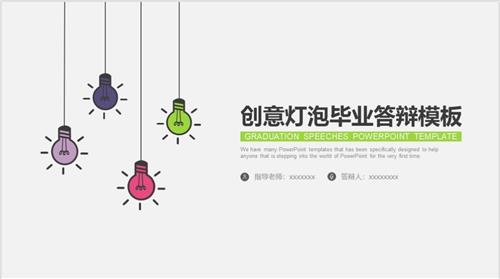 创意灯泡毕业答辩模板
GRADUATION SPEECHES POWERPOINT TEMPLATE
We have many PowerPoint templates that has been specifically designed to help
anyone that is stepping into the world of PowerPoint for the very first time.
指导老师：xxxxxxx 答辩人：xxxxxxxx